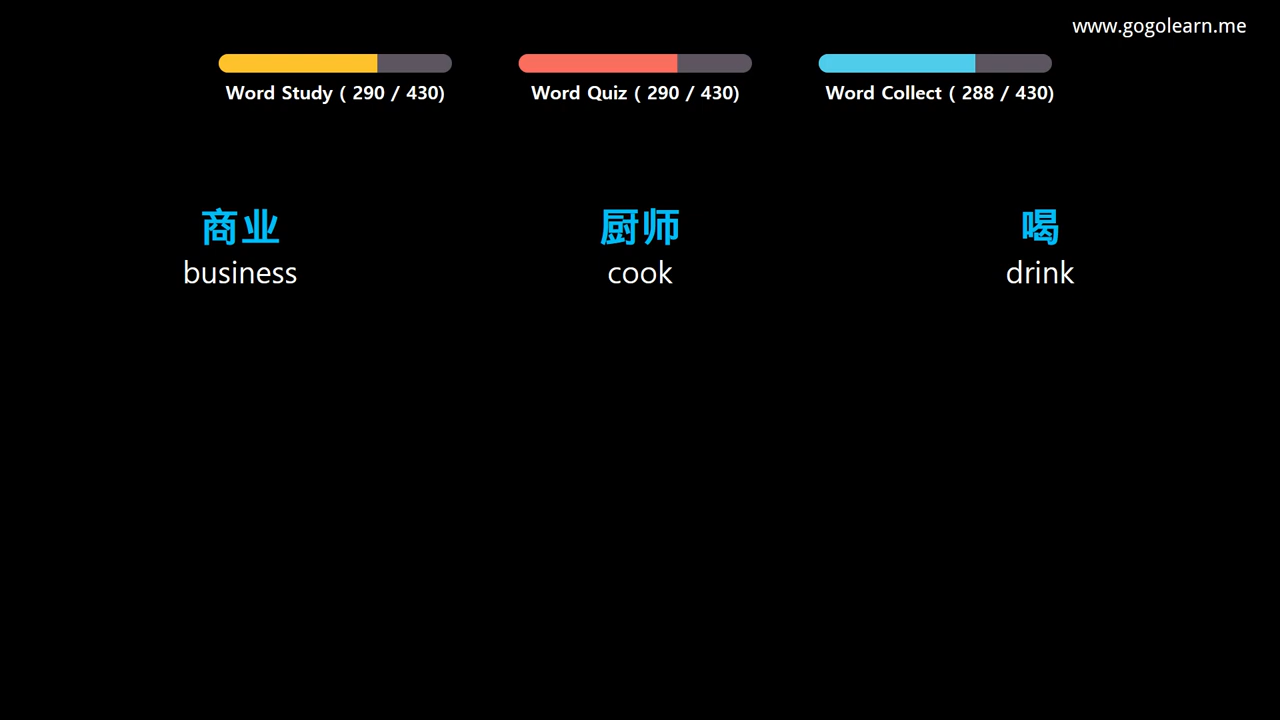 www.gogolearn.me
Word Study ( 290 / 430)
Word Quiz ( 290 / 430)
Word Collect ( 288 / 430)
商业
business
厨师
cook
喝
drink